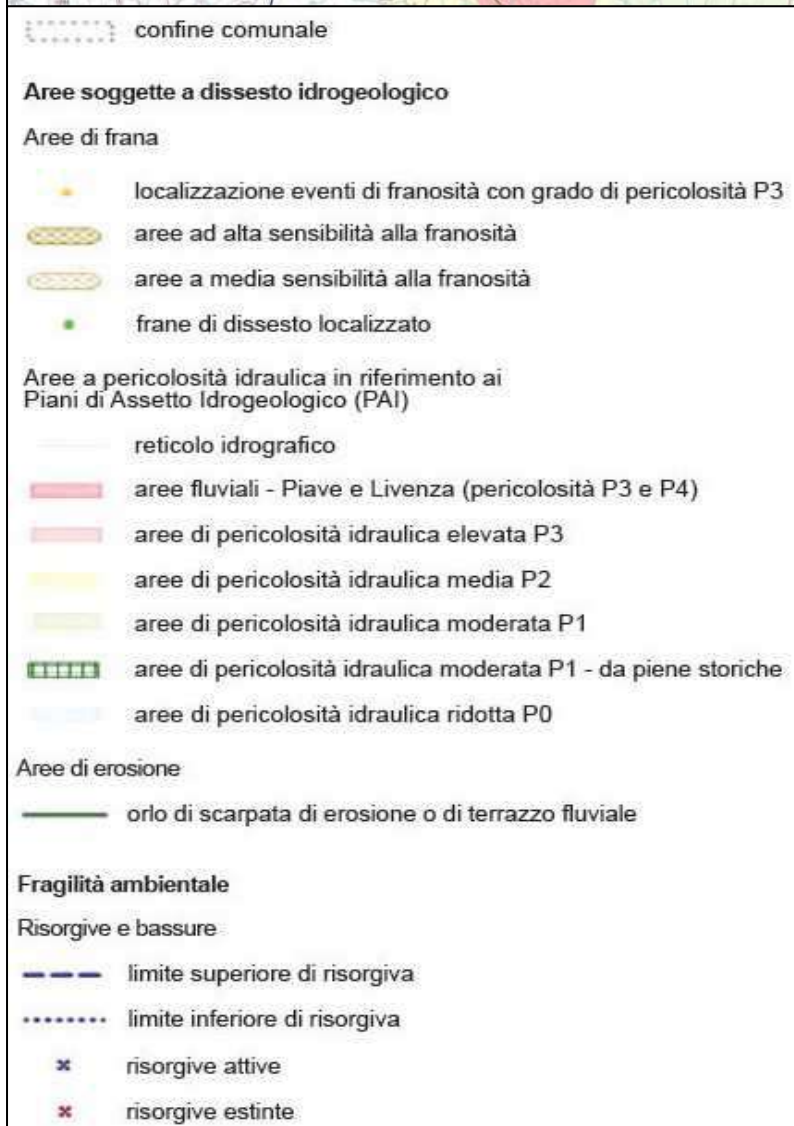 confine comunale
Aree soggette a dissesto idrogeologico
Aree di frana
localizzazione eventi di franosità con grado di pericolosità P3
aree ad alta sensibilità alla franosità
aree a media sensibilità alla franosità
frane di dissesto localizzato
Aree a pericolosità idraulica in riferimento ai
Piani di Assetto Idrogeologico (PAI)
reticolo idrografico
aree fluviali - Piave e Livenza (pericolosità P3 e P4)
aree di pericolosità idraulica elevata P3
aree di pericolosità idraulica media P2
aree di pericolosità idraulica moderata P1
aree di pericolosità idraulica moderata P1 - da piene storiche
aree di pericolosità idraulica ridotta P0
Aree di erosione
orlo di scarpata di erosione o di terrazzo fluviale
Fragilità ambientale
Risorgive e bassure
limite superiore di risorgiva
limite inferiore di risorgiva
risorgive attive
risorgive estinte